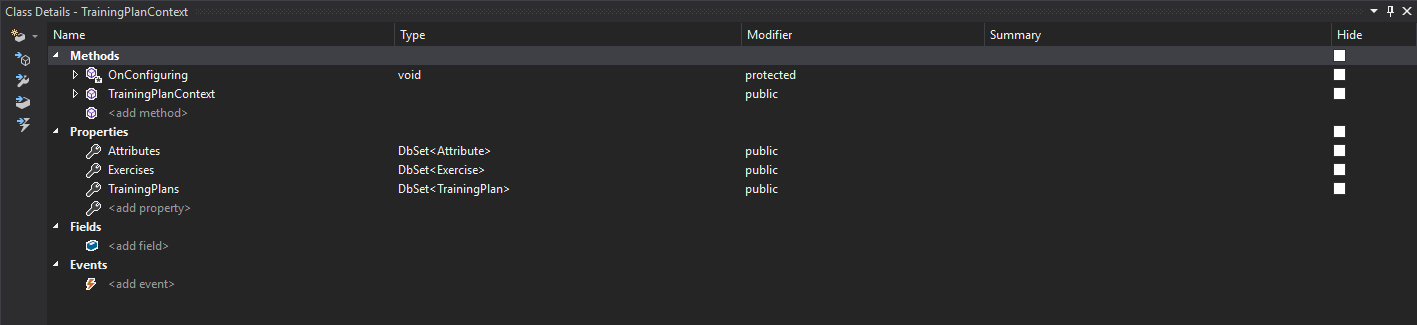 Class Details - TrainingPlanContext
Name Type Modifier Summary Hide
Methods
OnConfiguring void protected
TrainingPlanContext public
<add method>
Properties
Attributes DbSet<Attribute> public
Exercises DbSet<Exercise> public
TrainingPlans DbSet<TrainingPlan> public
<add property>
Fields
<add field>
Events
<add event>